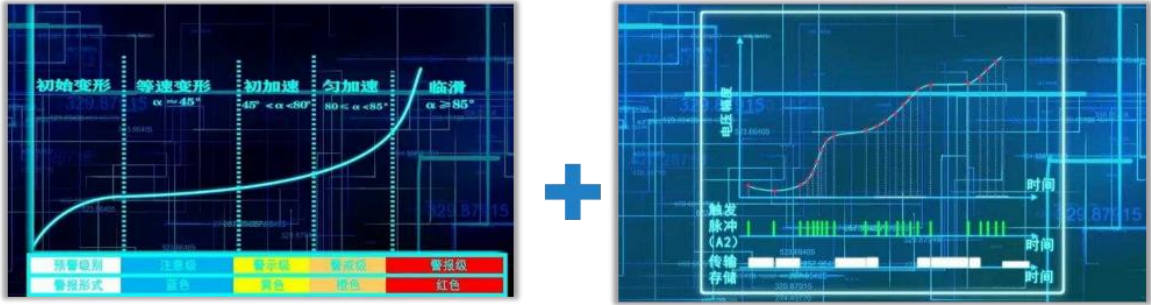 初始变形
等速变形
α≈45°
初加速
45°<α<80°
匀加速
80≤α<85°
临滑
α≥85°
预警级别
注意级
警示级
警戒级
警报级
警报形式
蓝色
黄色
橙色
红色
电压幅度
时间
触发
脉冲
(A2)
时间
传输
存储
时间
329.87915